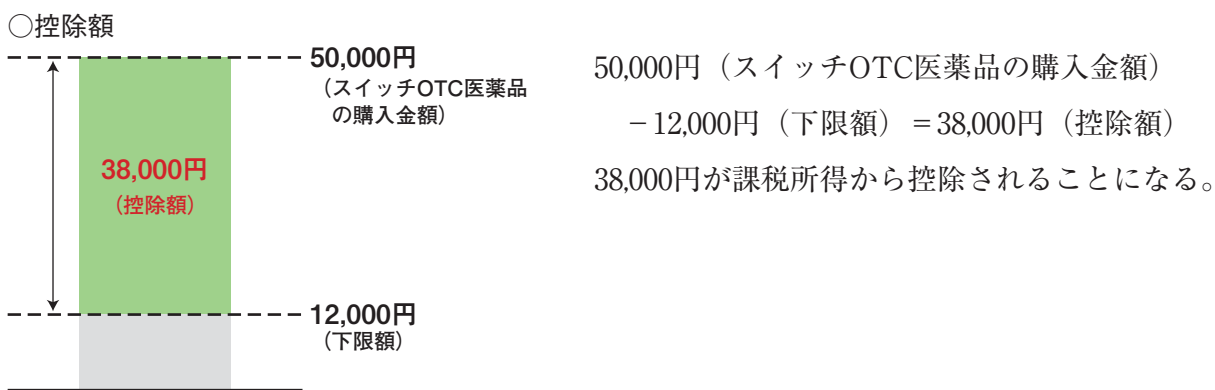 ○控除額
50,000円
（スイッチOTC医薬品
の購入金額）
38,000円
（控除額）
12,000円
（下限額）
50,000円（スイッチOTC医薬品の購入金額）
－12,000円（下限額）＝38,000円（控除額）
38,000円が課税所得から控除されることになる。